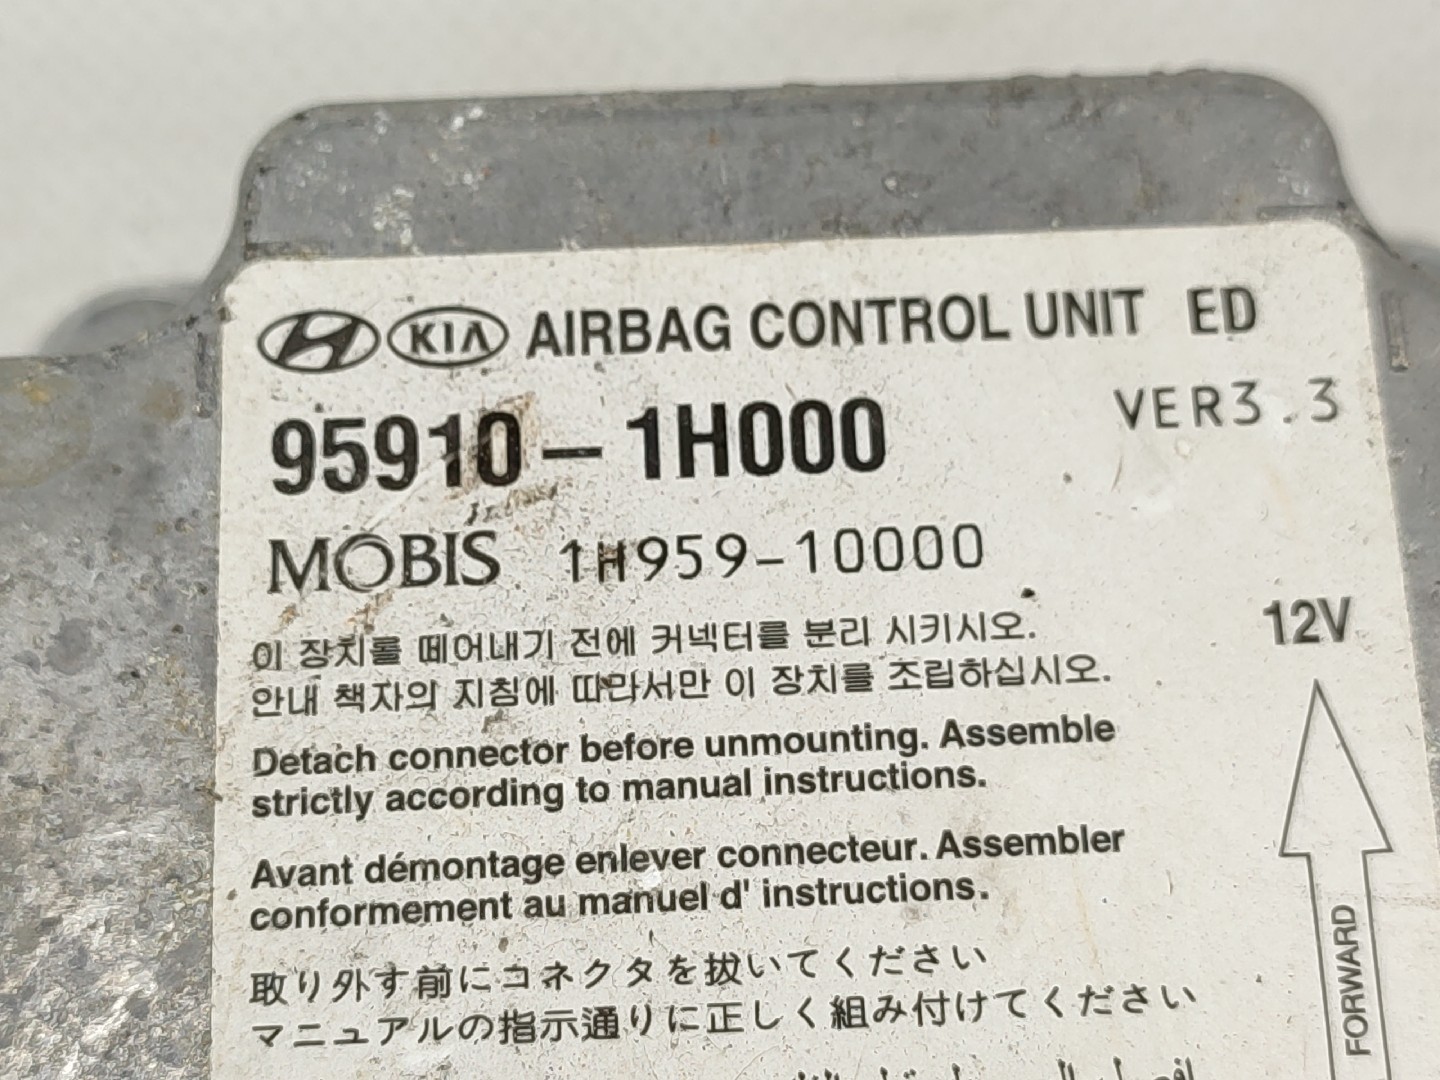 KIA AIRBAG CONTROL UNIT ED
95910-1H000 VER3.3
MOBIS 1H959-10000
12V
이 장치를 떼어내기 전에 커넥터를 분리 시키시오.
안내 책자의 지침에 따라서만 이 장치를 조립하십시오.
Detach connector before unmounting. Assemble
strictly according to manual instructions.
Avant démontage enlever connecteur. Assembler
conformement au manuel d' instructions.
取り外す前にコネクタを抜いてください
マニュアルの指示通りに正しく組み付けてください
FORWARD